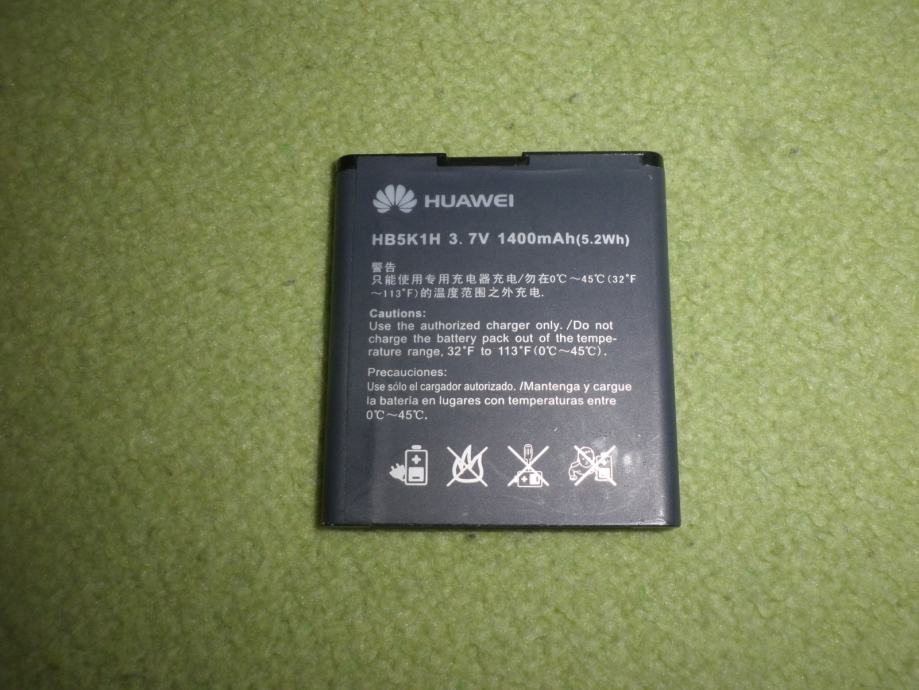 HUAWEI
HB5K1H 3.7V 1400mAh(5.2Wh)
警告
只能使用专用充电器充电/勿在0℃～45℃(32°F
～113°F)的温度范围之外充电.
Cautions:
Use the authorized charger only. /Do not
charge the battery pack out of the tempe-
rature range, 32°F to 113°F(0℃～45℃).
Precauciones:
Use sólo el cargador autorizado. /Mantenga y cargue
la batería en lugares con temperaturas entre
0℃～45℃.